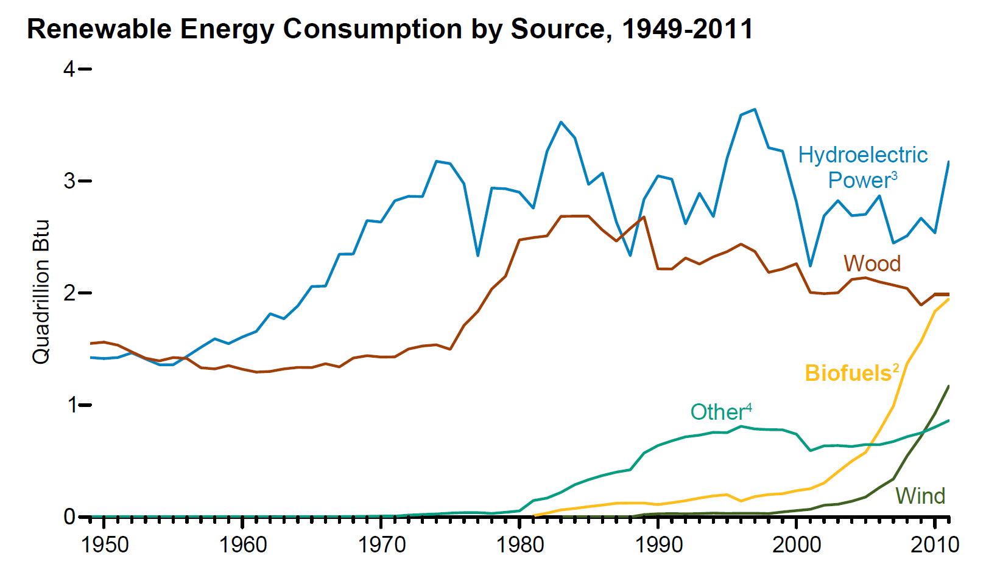 Renewable Energy Consumption by Source, 1949-2011
4
3
2
1
0
Quadrillion Btu
Hydroelectric
Power³
Wood
Biofuels²
Other⁴
Wind
1950 1960 1970 1980 1990 2000 2010